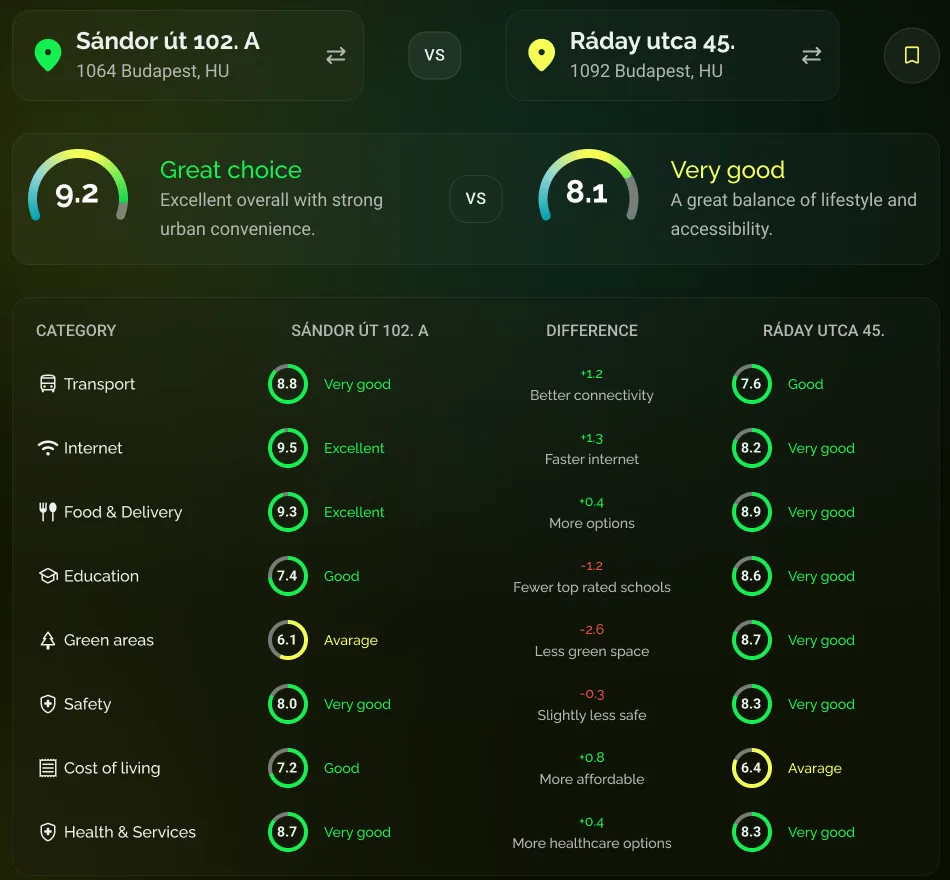 Sándor út 102. A
1064 Budapest, HU
VS
Ráday utca 45.
1092 Budapest, HU
9.2
Great choice
Excellent overall with strong
urban convenience.
VS
8.1
Very good
A great balance of lifestyle and
accessibility.
CATEGORY SÁNDOR ÚT 102. A DIFFERENCE RÁDAY UTCA 45.
Transport 8.8 Very good +1.2 7.6 Good
Better connectivity
Internet 9.5 Excellent +1.3 8.2 Very good
Faster internet
Food & Delivery 9.3 Excellent +0.4 8.9 Very good
More options
Education 7.4 Good -1.2 8.6 Very good
Fewer top rated schools
Green areas 6.1 Avarage -2.6 8.7 Very good
Less green space
Safety 8.0 Very good -0.3 8.3 Very good
Slightly less safe
Cost of living 7.2 Good +0.8 6.4 Avarage
More affordable
Health & Services 8.7 Very good +0.4 8.3 Very good
More healthcare options